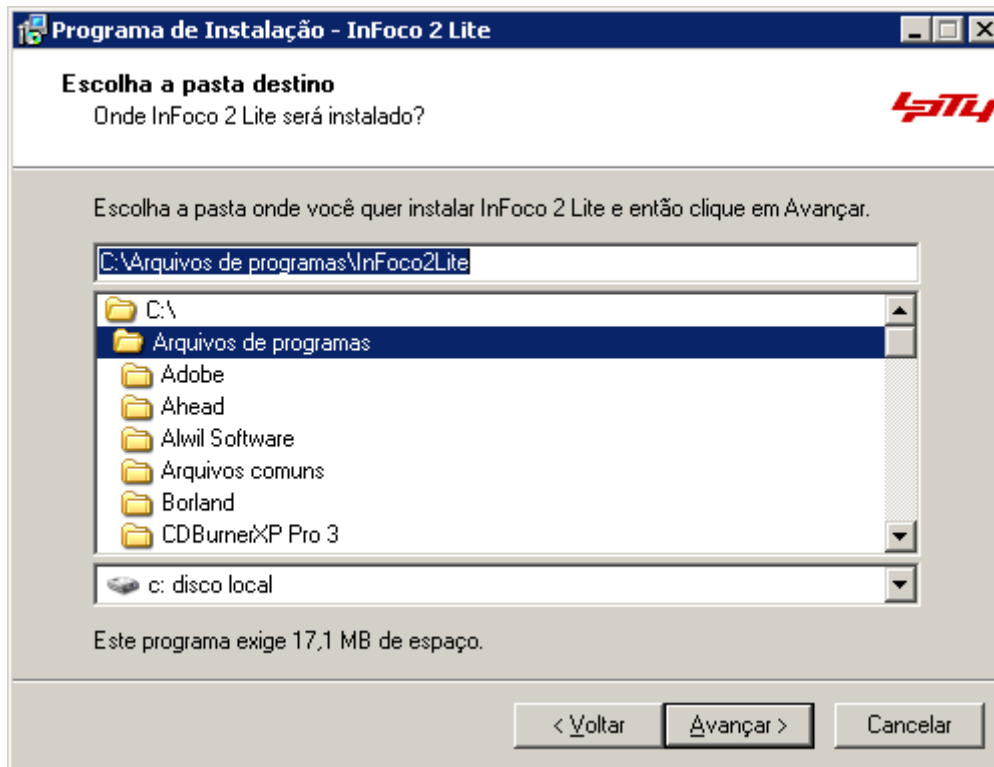 Programa de Instalação - InFoco 2 Lite
Escolha a pasta destino
Onde InFoco 2 Lite será instalado?
Escolha a pasta onde você quer instalar InFoco 2 Lite e então clique em Avançar.
C:\Arquivos de programas\InFoco2Lite
C:\
Arquivos de programas
Adobe
Ahead
Alwil Software
Arquivos comuns
Borland
CDBurnerXP Pro 3
c: disco local
Este programa exige 17,1 MB de espaço.
< Voltar Avançar > Cancelar